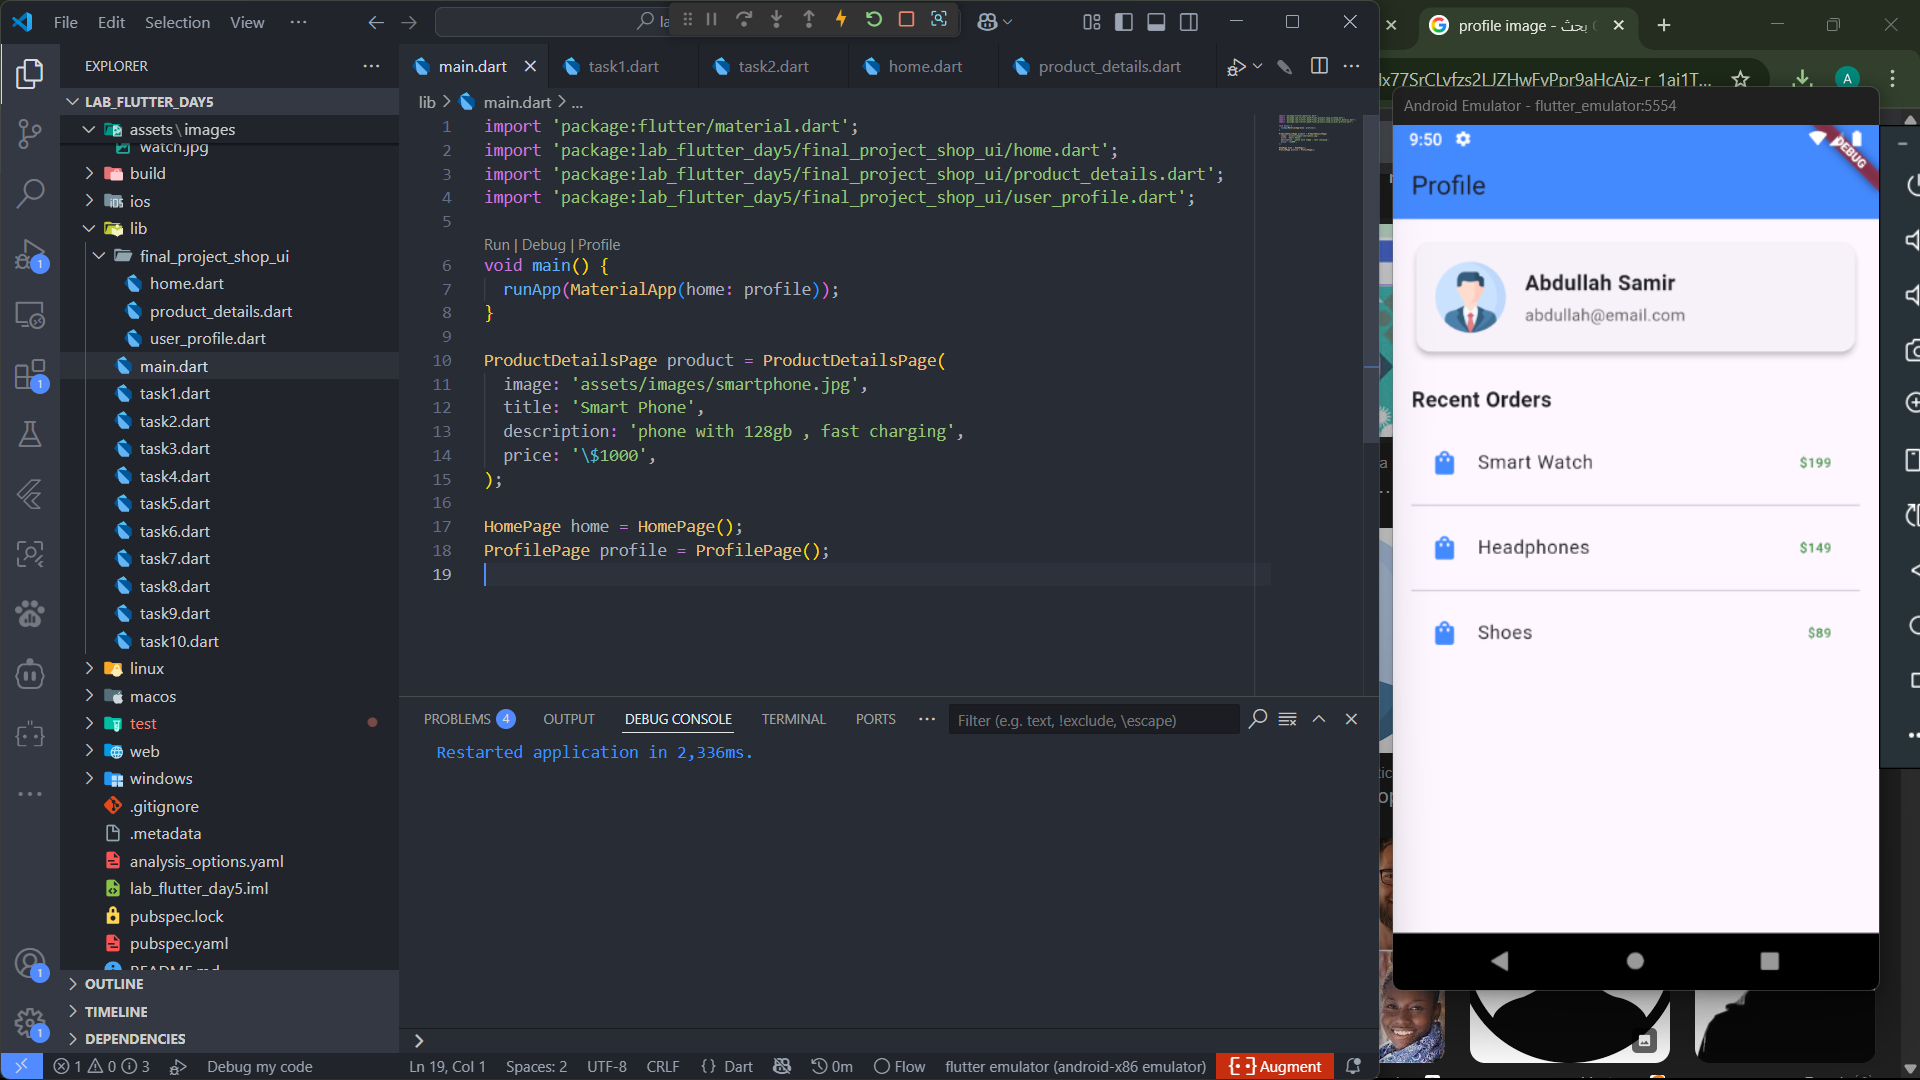 File Edit Selection View
EXPLORER
LAB_FLUTTER_DAY5
assets\images
watch.jpg
build
ios
lib
final_project_shop_ui
home.dart
product_details.dart
user_profile.dart
main.dart
task1.dart
task2.dart
task3.dart
task4.dart
task5.dart
task6.dart
task7.dart
task8.dart
task9.dart
task10.dart
linux
macos
test
web
windows
.gitignore
.metadata
analysis_options.yaml
lab_flutter_day5.iml
pubspec.lock
pubspec.yaml
README.md
OUTLINE
TIMELINE
DEPENDENCIES
main.dart task1.dart task2.dart home.dart product_details.dart
lib > main.dart > ...
1 import 'package:flutter/material.dart';
2 import 'package:lab_flutter_day5/final_project_shop_ui/home.dart';
3 import 'package:lab_flutter_day5/final_project_shop_ui/product_details.dart';
4 import 'package:lab_flutter_day5/final_project_shop_ui/user_profile.dart';
5
Run | Debug | Profile
6 void main() {
7 runApp(MaterialApp(home: profile));
8 }
9
10 ProductDetailsPage product = ProductDetailsPage(
11 image: 'assets/images/smartphone.jpg',
12 title: 'Smart Phone',
13 description: 'phone with 128gb , fast charging',
14 price: '\$1000',
15 );
16
17 HomePage home = HomePage();
18 ProfilePage profile = ProfilePage();
19
PROBLEMS 4 OUTPUT DEBUG CONSOLE TERMINAL PORTS
Filter (e.g. text, !exclude, \escape)
Restarted application in 2,336ms.
1 0 3 Debug my code
Ln 19, Col 1 Spaces: 2 UTF-8 CRLF {} Dart 0m Flow flutter emulator (android-x86 emulator) Augment
profile image - بحث
A
Android Emulator - flutter_emulator:5554
9:50
DEBUG
Profile
Abdullah Samir
abdullah@email.com
Recent Orders
Smart Watch $199
Headphones $149
Shoes $89